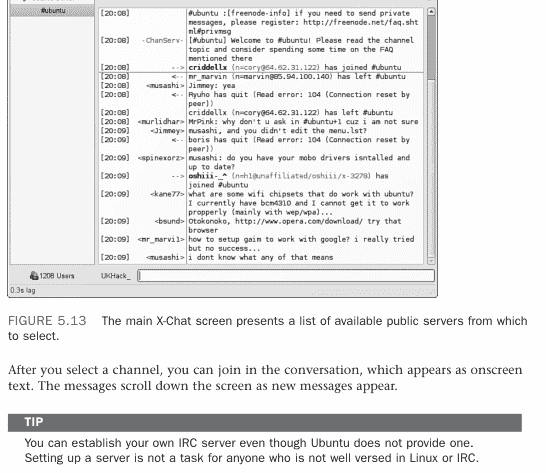 #ubuntu
[20:08] #ubuntu :[freenode-info] if you need to send private
messages, please register: http://freenode.net/faq.sht
ml#privmsg
[20:08] -ChanServ- [#ubuntu] Welcome to #ubuntu! Please read the channel
topic and consider spending some time on the FAQ
mentioned there
[20:08] --> criddellx (n=cory@64.62.31.122) has joined #ubuntu
[20:08] <-- mr_marvin (n=marvin@85.94.100.140) has left #ubuntu
[20:08] <musashi> Jimmey: yea
[20:08] <-- Ryuho has quit (Read error: 104 (Connection reset by
peer))
[20:08] criddellx (n=cory@64.62.31.122) has left #ubuntu
[20:08] <murlidhar> MrPink: why don't u ask in #ubuntu+1 cuz i am not sure
[20:09] <Jimmey> musashi, and you didn't edit the menu.lst?
[20:09] <-- boris has quit (Read error: 104 (Connection reset by
peer))
[20:09] <spinexorz> musashi: do you have your mobo drivers isntalled and
up to date?
[20:09] --> oshiii-_^ (n=h1@unaffiliated/oshiii/x-3278) has
joined #ubuntu
[20:09] <kane77> what are some wifi chipsets that do work with ubuntu?
I currently have bcm4310 and I cannot get it to work
propperly (mainly with wep/wpa)...
[20:09] <bsund> Otokonoko, http://www.opera.com/download/ try that
browser
[20:09] <mr_marvi1> how to setup gaim to work with google? i really tried
but no success...
[20:09] <musashi> i dont know what any of that means
1208 Users UKHack_
0.3s lag
FIGURE 5.13 The main X-Chat screen presents a list of available public servers from which
to select.
After you select a channel, you can join in the conversation, which appears as onscreen
text. The messages scroll down the screen as new messages appear.
TIP
You can establish your own IRC server even though Ubuntu does not provide one.
Setting up a server is not a task for anyone who is not well versed in Linux or IRC.